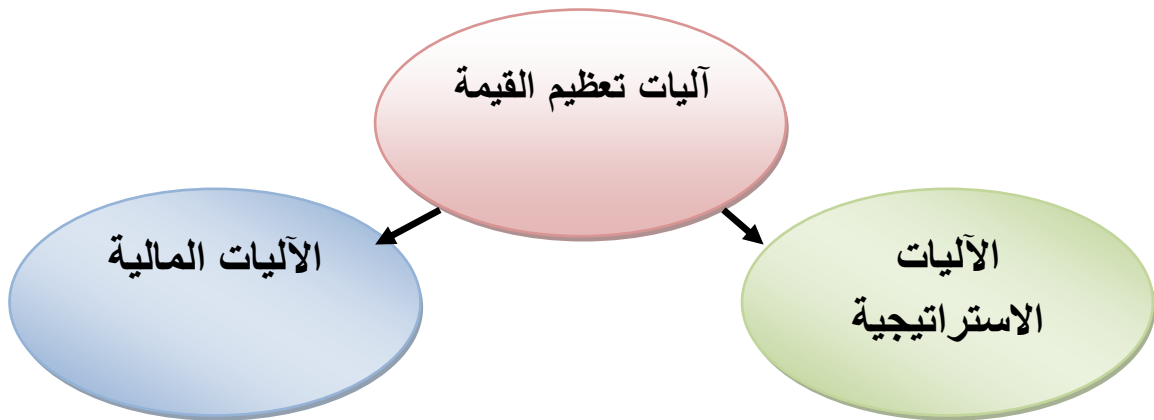 آليات تعظيم القيمة
الآليات
الاستراتيجية
الآليات المالية